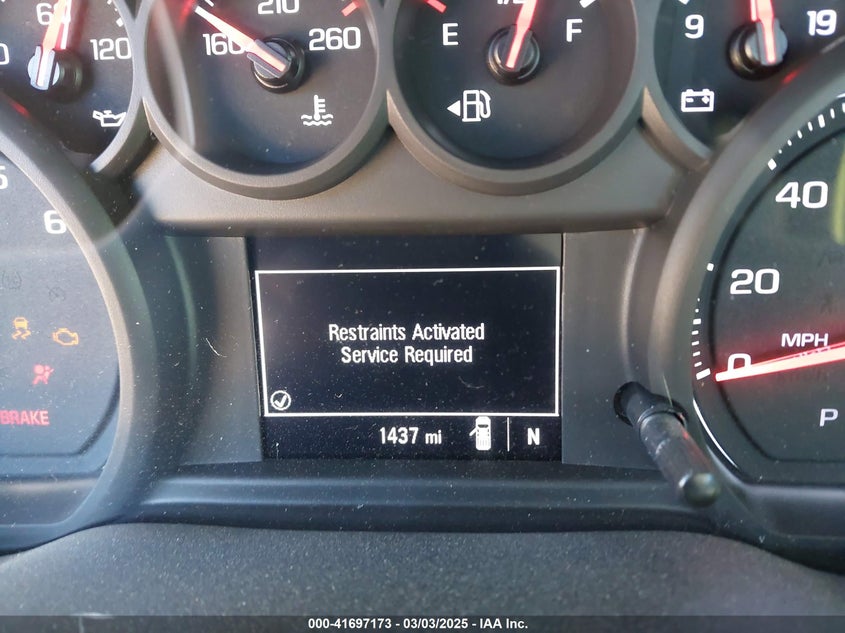 120
210
160
260
E
F
9
19
5
6
40
20
MPH
0
P
BRAKE
Restraints Activated
Service Required
1437 mi
N
000-41697173 - 03/03/2025 - IAA Inc.